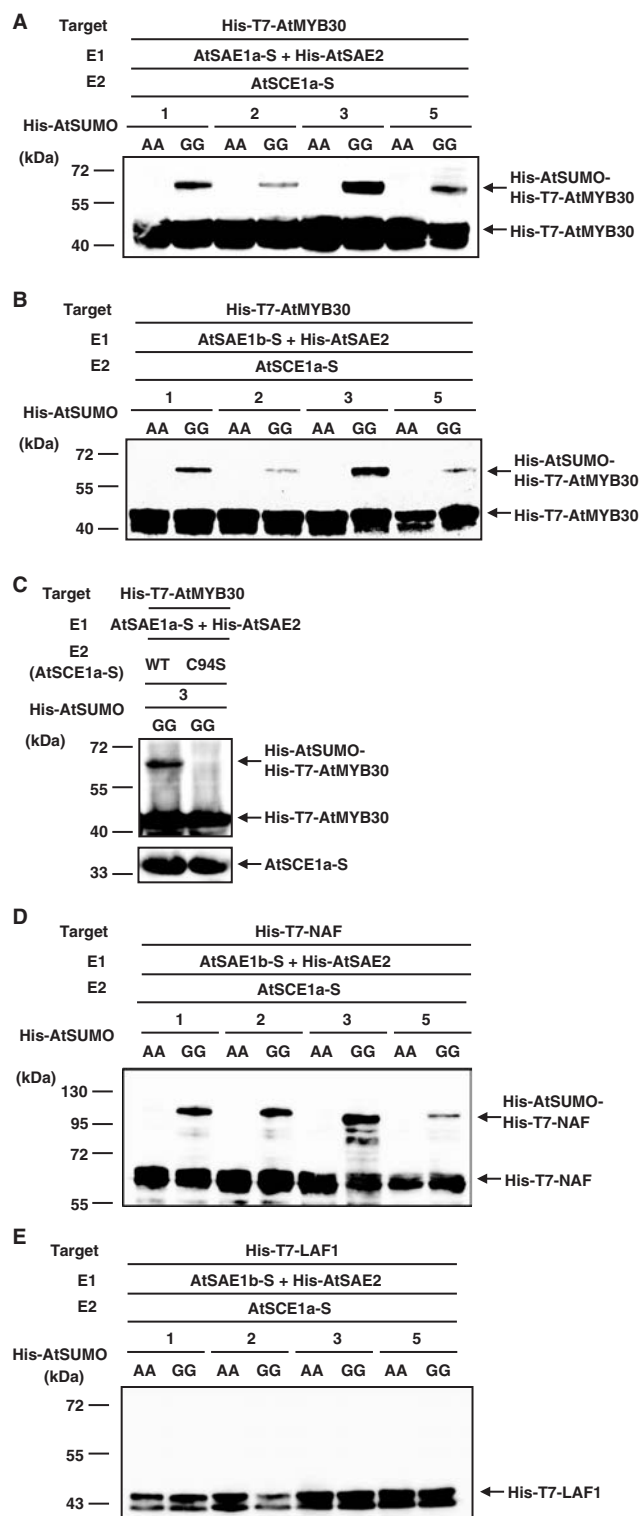 A
Target His-T7-AtMYB30
E1 AtSAE1a-S + His-AtSAE2
E2 AtSCE1a-S
His-AtSUMO 1 2 3 5
(kDa) AA GG AA GG AA GG AA GG
72
55
40
His-AtSUMO-
His-T7-AtMYB30
His-T7-AtMYB30
B
Target His-T7-AtMYB30
E1 AtSAE1b-S + His-AtSAE2
E2 AtSCE1a-S
His-AtSUMO 1 2 3 5
(kDa) AA GG AA GG AA GG AA GG
72
55
40
His-AtSUMO-
His-T7-AtMYB30
His-T7-AtMYB30
C
Target His-T7-AtMYB30
E1 AtSAE1a-S + His-AtSAE2
E2
(AtSCE1a-S) WT C94S
His-AtSUMO 3
(kDa) GG GG
72
55
40
33
His-AtSUMO-
His-T7-AtMYB30
His-T7-AtMYB30
AtSCE1a-S
D
Target His-T7-NAF
E1 AtSAE1b-S + His-AtSAE2
E2 AtSCE1a-S
His-AtSUMO 1 2 3 5
AA GG AA GG AA GG AA GG
(kDa)
130
95
72
55
His-AtSUMO-
His-T7-NAF
His-T7-NAF
E
Target His-T7-LAF1
E1 AtSAE1b-S + His-AtSAE2
E2 AtSCE1a-S
His-AtSUMO 1 2 3 5
(kDa) AA GG AA GG AA GG AA GG
72
55
43
His-T7-LAF1